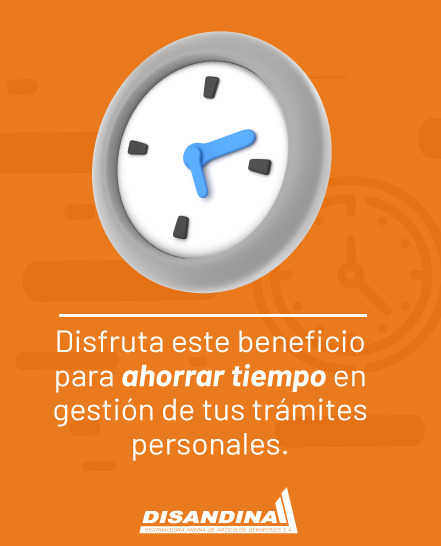 Disfruta este beneficio
para ahorrar tiempo en
gestión de tus trámites
personales.
DISANDINA
DISTRIBUIDORA ANDINA DE ARTICULOS DEPORTIVOS S.A.